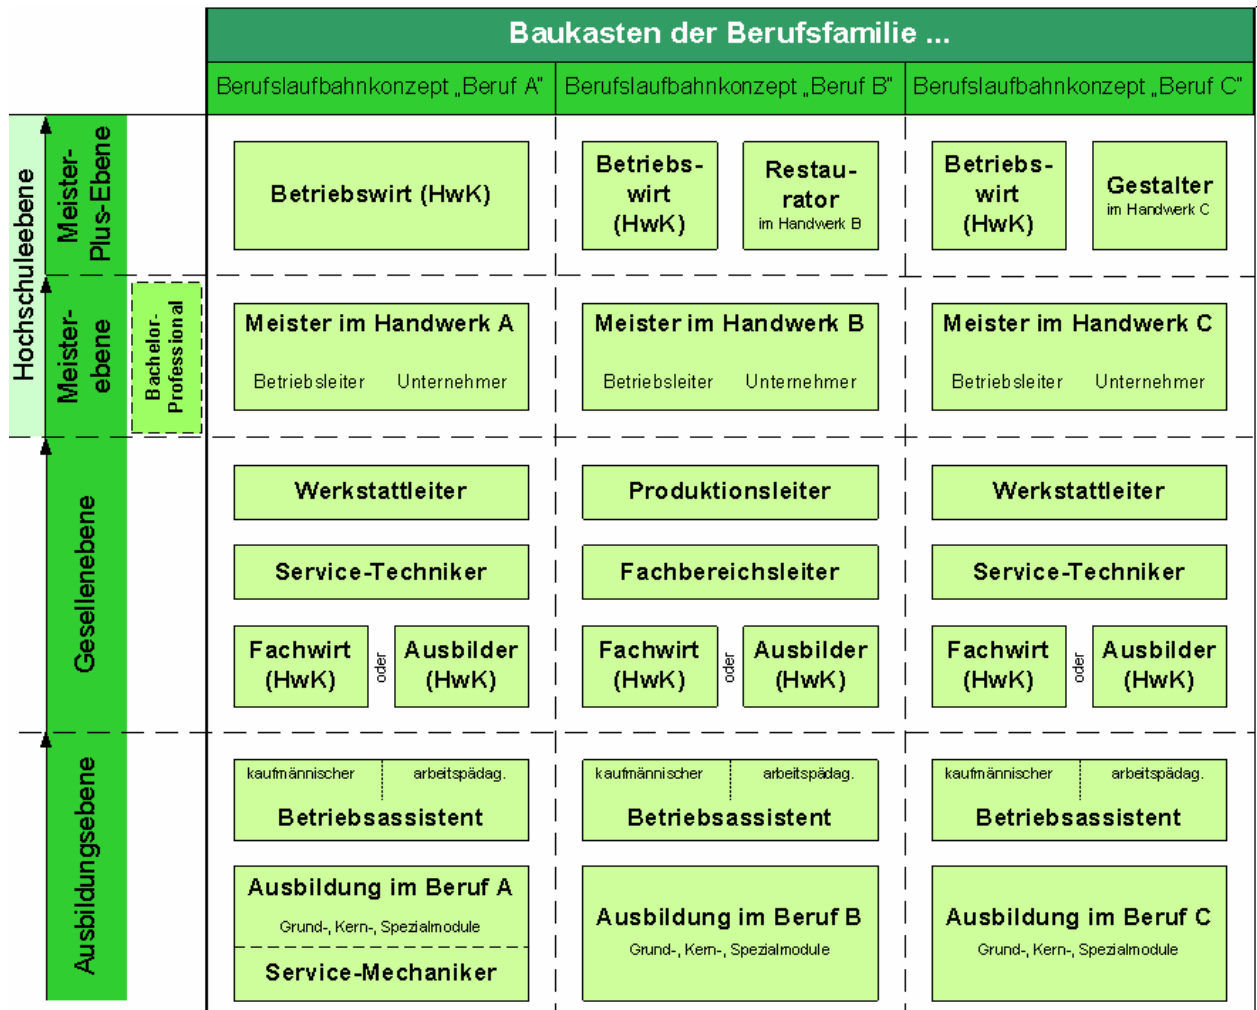 Baukasten der Berufsfamilie ...
Berufslaufbahnkonzept „Beruf A"
Berufslaufbahnkonzept „Beruf B"
Berufslaufbahnkonzept „Beruf C"
Hochschuleebene
Meister-
Plus-Ebene
Betriebswirt (HwK)
Betriebs-
wirt
(HwK)
Restau-
rator
im Handwerk B
Betriebs-
wirt
(HwK)
Gestalter
im Handwerk C
Meister-
ebene
Bachelor-
Professional
Meister im Handwerk A
Betriebsleiter Unternehmer
Meister im Handwerk B
Betriebsleiter Unternehmer
Meister im Handwerk C
Betriebsleiter Unternehmer
Gesellenebene
Werkstattleiter
Produktionsleiter
Werkstattleiter
Service-Techniker
Fachbereichsleiter
Service-Techniker
Fachwirt
(HwK)
oder
Ausbilder
(HwK)
Fachwirt
(HwK)
oder
Ausbilder
(HwK)
Fachwirt
(HwK)
oder
Ausbilder
(HwK)
Ausbildungsebene
kaufmännischer arbeitspädag.
Betriebsassistent
kaufmännischer arbeitspädag.
Betriebsassistent
kaufmännischer arbeitspädag.
Betriebsassistent
Ausbildung im Beruf A
Grund-, Kern-, Spezialmodule
Service-Mechaniker
Ausbildung im Beruf B
Grund-, Kern-, Spezialmodule
Ausbildung im Beruf C
Grund-, Kern-, Spezialmodule